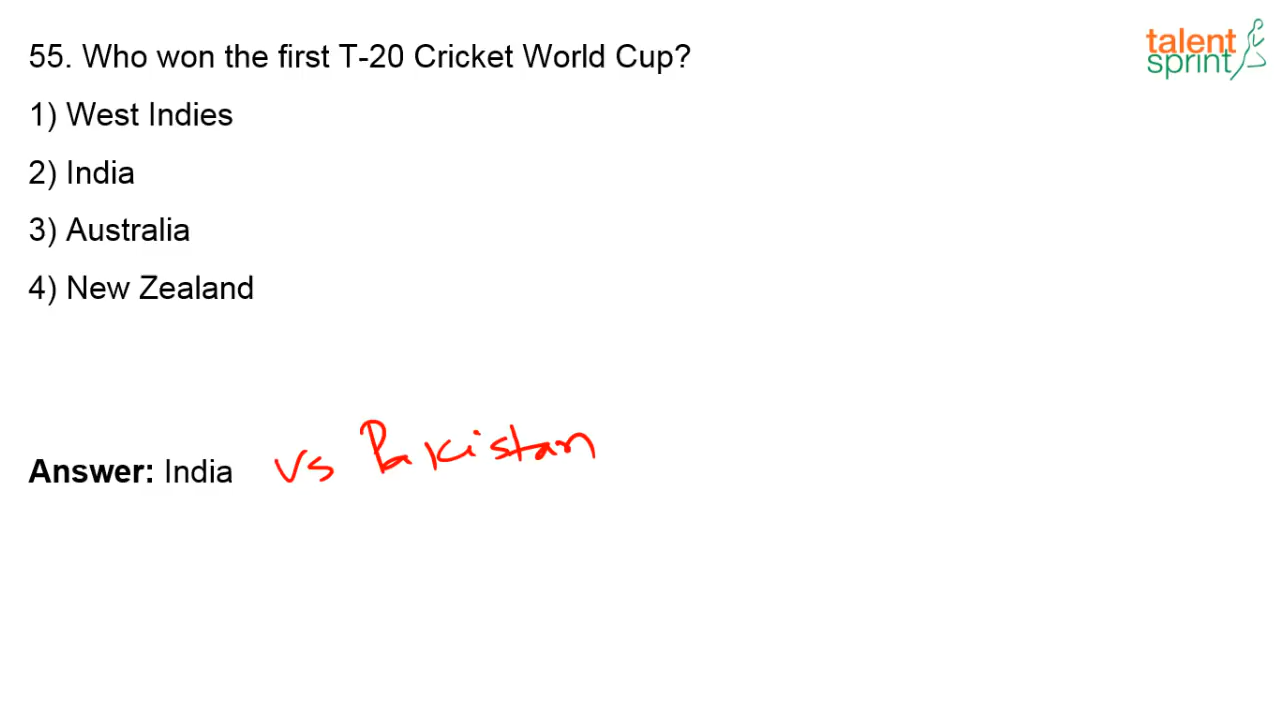 55. Who won the first T-20 Cricket World Cup?
talent
sprint
1) West Indies
2) India
3) Australia
4) New Zealand
Answer: India vs Pakistan